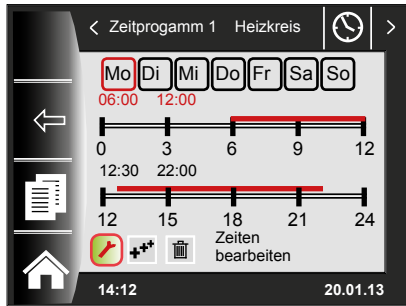 Zeitprogamm 1 Heizkreis
Mo Di Mi Do Fr Sa So
06:00 12:00
0 3 6 9 12
12:30 22:00
12 15 18 21 24
Zeiten
bearbeiten
14:12 20.01.13